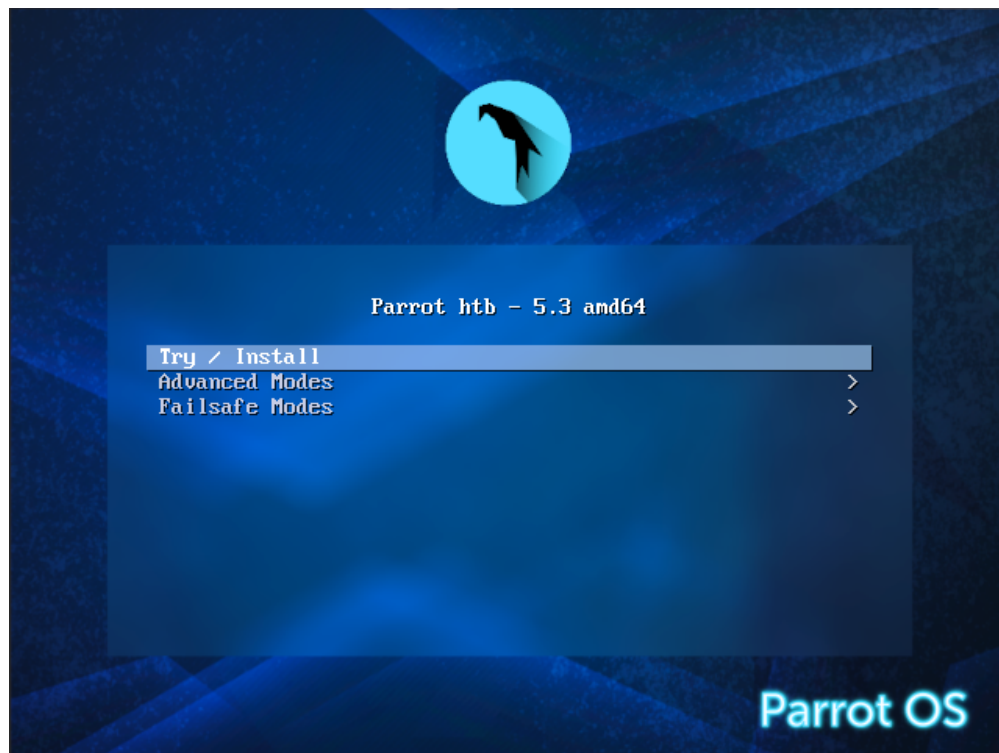 Parrot htb - 5.3 amd64
Try / Install
Advanced Modes >
Failsafe Modes >
Parrot OS